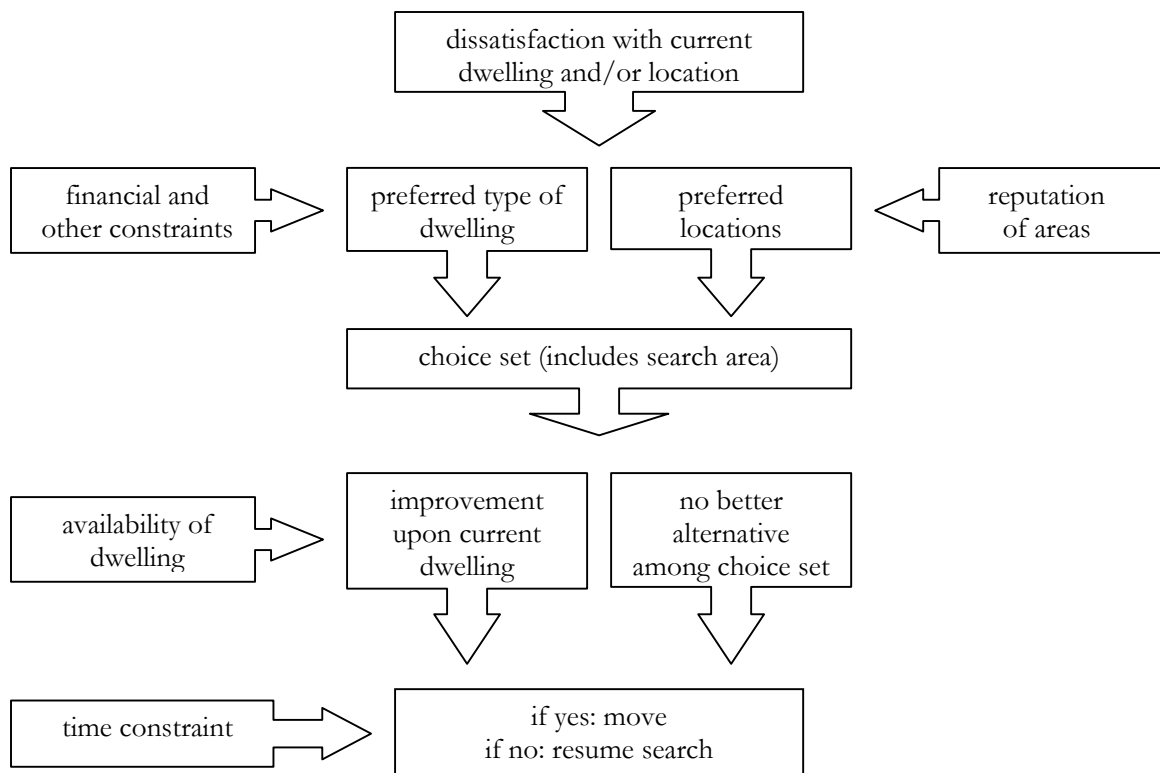 dissatisfaction with current
dwelling and/or location
financial and
other constraints
preferred type of
dwelling
preferred
locations
reputation
of areas
choice set (includes search area)
availability of
dwelling
improvement
upon current
dwelling
no better
alternative
among choice set
time constraint
if yes: move
if no: resume search